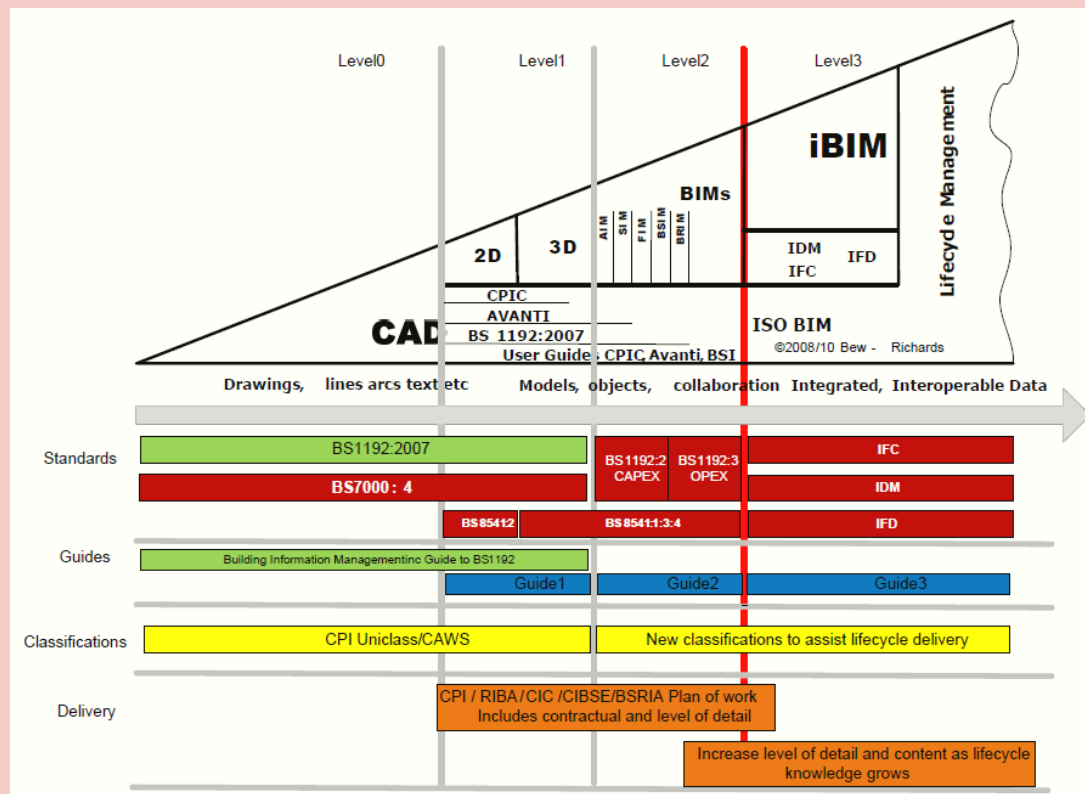 Level0
Level1
Level2
Level3
iBIM
BIMs
Lifecycle Management
2D
3D
AIM
SIM
FIM
BSIM
BRIM
IDM
IFD
IFC
CPIC
AVANTI
CAD
BS 1192:2007
ISO BIM
User Guides CPIC, Avanti, BSI
©2008/10 Bew - Richards
Drawings, lines arcs text etc
Models, objects, collaboration
Integrated, Interoperable Data
Standards
BS1192:2007
BS1192:2
CAPEX
BS1192:3
OPEX
IFC
BS7000 : 4
IDM
BS8541:2
BS8541:1:3:4
IFD
Guides
Building Information Managementinc Guide to BS1192
Guide1
Guide2
Guide3
Classifications
CPI Uniclass/CAWS
New classifications to assist lifecycle delivery
Delivery
CPI / RIBA / CIC /CIBSE/BSRIA Plan of work
Includes contractual and level of detail
Increase level of detail and content as lifecycle
knowledge grows